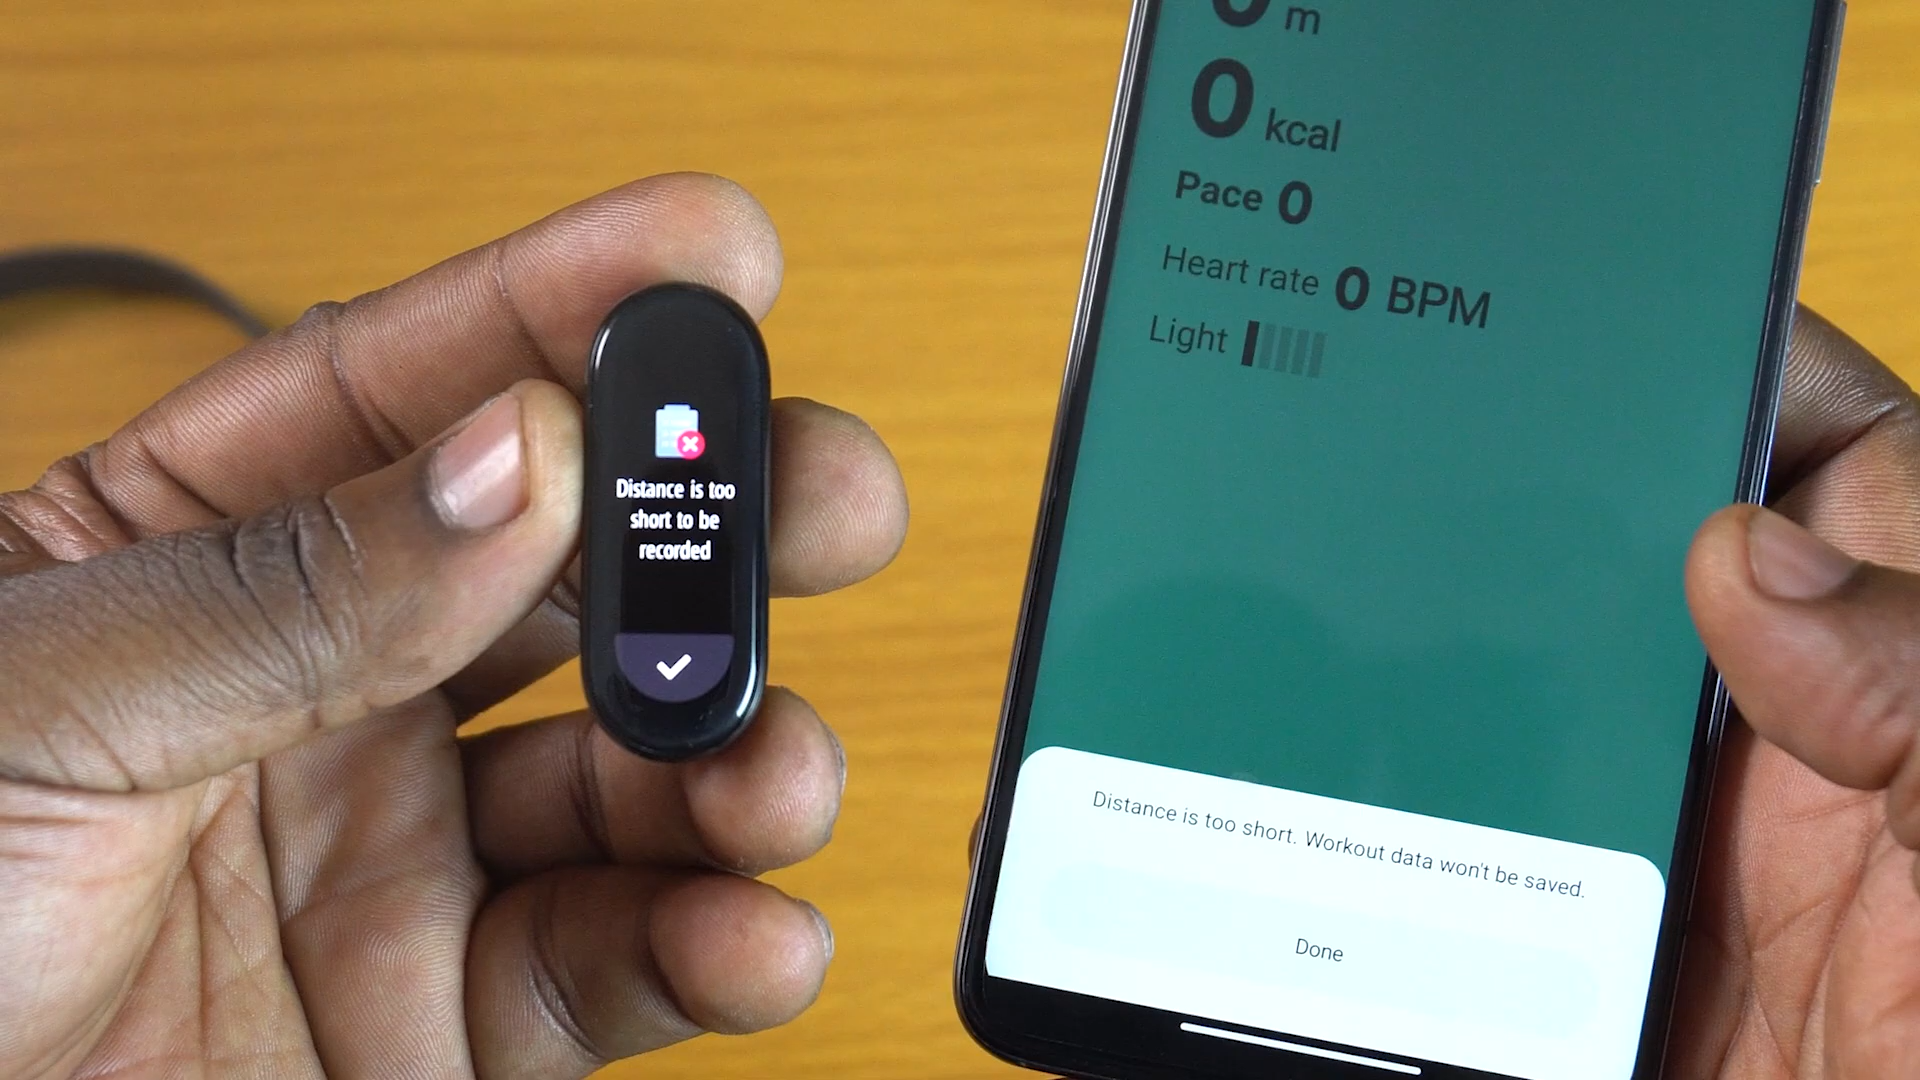 Distance is too
short to be
recorded
0 m
0 kcal
Pace 0
Heart rate 0 BPM
Light
Distance is too short. Workout data won't be saved.
Done